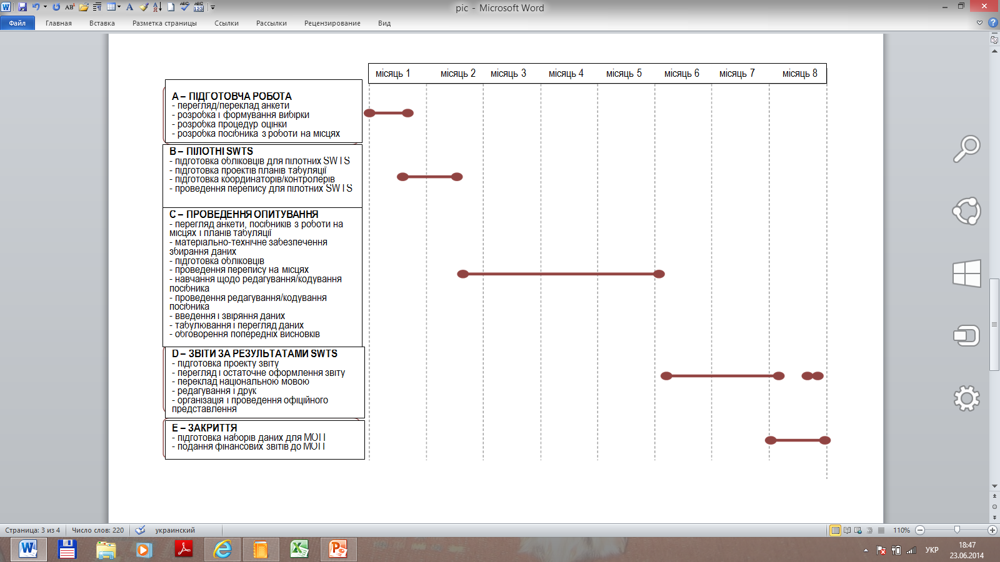 pic - Microsoft Word
Файл Главная Вставка Разметка страницы Ссылки Рассылки Рецензирование Вид
місяць 1 місяць 2 місяць 3 місяць 4 місяць 5 місяць 6 місяць 7 місяць 8
A – ПІДГОТОВЧА РОБОТА
- перегляд/переклад анкети
- розробка і формування вибірки
- розробка процедур оцінки
- розробка посібника з роботи на місцях
B – ПІЛОТНІ SWTS
- підготовка обліковців для пілотних SWTS
- підготовка проектів планів табуляції
- підготовка координаторів/контролерів
- проведення перепису для пілотних SWTS
C – ПРОВЕДЕННЯ ОПИТУВАННЯ
- перегляд анкети, посібників з роботи на
місцях і планів табуляції
- матеріально-технічне забезпечення
збирання даних
- підготовка обліковців
- проведення перепису на місцях
- навчання щодо редагування/кодування
посібника
- проведення редагування/кодування
посібника
- введення і звіряння даних
- табулювання і перегляд даних
- обговорення попередніх висновків
D – ЗВІТИ ЗА РЕЗУЛЬТАТАМИ SWTS
- підготовка проекту звіту
- перегляд і остаточне оформлення звіту
- переклад національною мовою
- редагування і друк
- організація і проведення офіційного
представлення
E – ЗАКРИТТЯ
- підготовка наборів даних для МОП
- подання фінансових звітів до МОП
Страница: 3 из 4 Число слов: 220 украинский 110%
УКР 18:47
23.06.2014